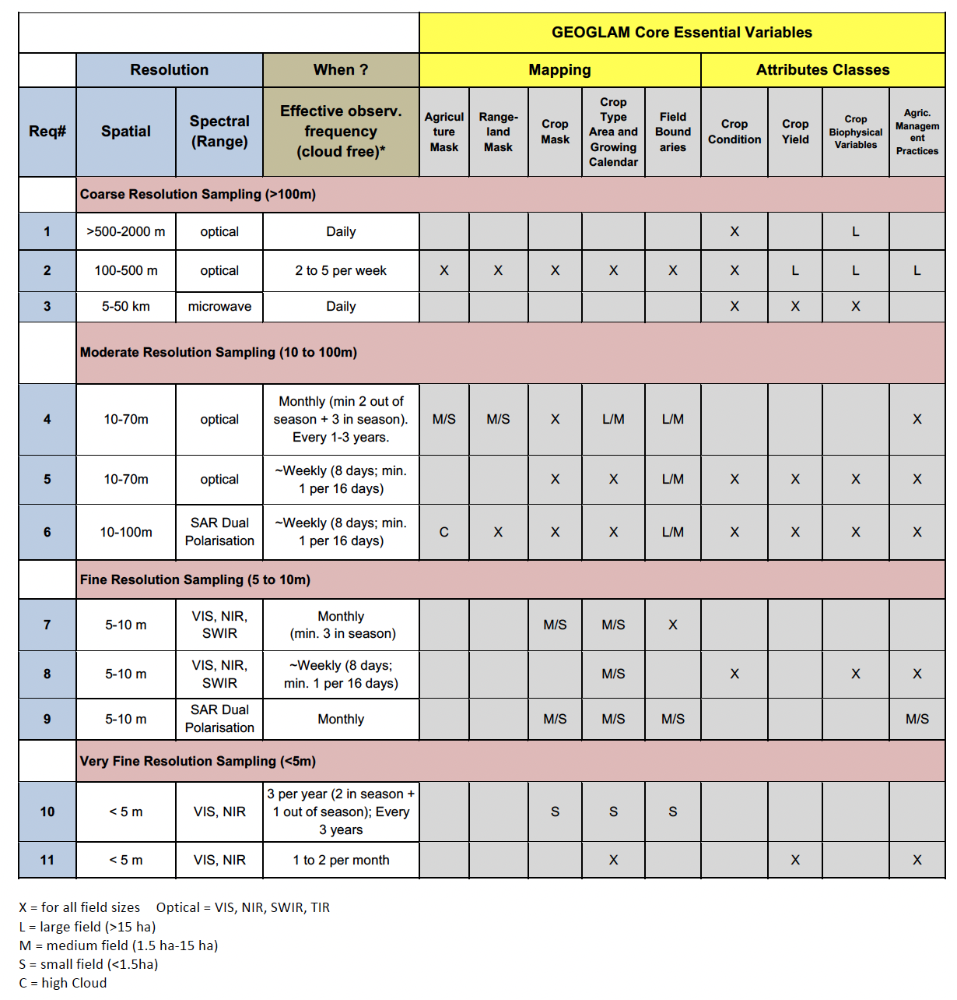 GEOGLAM Core Essential Variables
Resolution When ? Mapping Attributes Classes
Req# Spatial Spectral (Range) Effective observ. frequency (cloud free)* Agricul ture Mask Range- land Mask Crop Mask Crop Type Area and Growing Calendar Field Bound aries Crop Condition Crop Yield Crop Biophysical Variables Agric. Managem ent Practices
Coarse Resolution Sampling (>100m)
1 >500-2000 m optical Daily X L
2 100-500 m optical 2 to 5 per week X X X X X X L L L
3 5-50 km microwave Daily X X X
Moderate Resolution Sampling (10 to 100m)
4 10-70m optical Monthly (min 2 out of season + 3 in season). Every 1-3 years. M/S M/S X L/M L/M X
5 10-70m optical ~Weekly (8 days; min. 1 per 16 days) X X L/M X X X X
6 10-100m SAR Dual Polarisation ~Weekly (8 days; min. 1 per 16 days) C X X X L/M X X X X
Fine Resolution Sampling (5 to 10m)
7 5-10 m VIS, NIR, SWIR Monthly (min. 3 in season) M/S M/S X
8 5-10 m VIS, NIR, SWIR ~Weekly (8 days; min. 1 per 16 days) M/S X X X
9 5-10 m SAR Dual Polarisation Monthly M/S M/S M/S M/S
Very Fine Resolution Sampling (<5m)
10 < 5 m VIS, NIR 3 per year (2 in season + 1 out of season); Every 3 years S S S
11 < 5 m VIS, NIR 1 to 2 per month X X X
X = for all field sizes Optical = VIS, NIR, SWIR, TIR
L = large field (>15 ha)
M = medium field (1.5 ha-15 ha)
S = small field (<1.5ha)
C = high Cloud